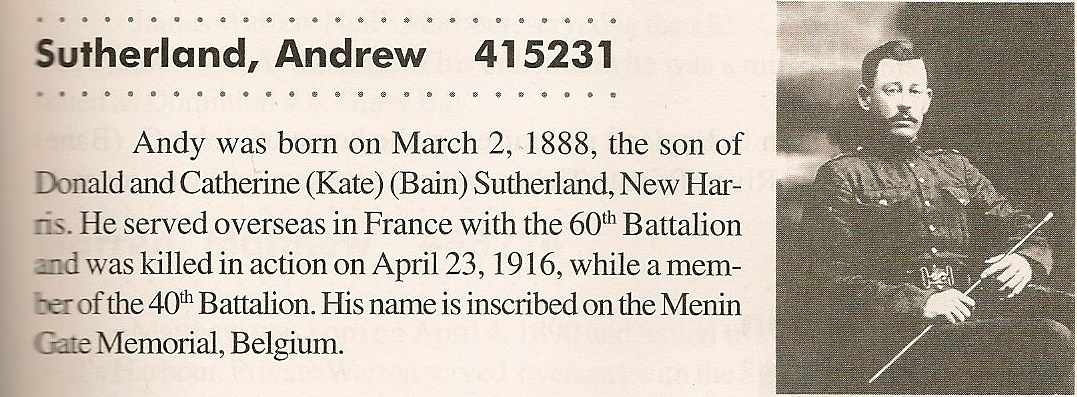 Sutherland, Andrew 415231
Andy was born on March 2, 1888, the son of
Donald and Catherine (Kate) (Bain) Sutherland, New Har-
ris. He served overseas in France with the 60th Battalion
and was killed in action on April 23, 1916, while a mem-
ber of the 40th Battalion. His name is inscribed on the Menin
Gate Memorial, Belgium.